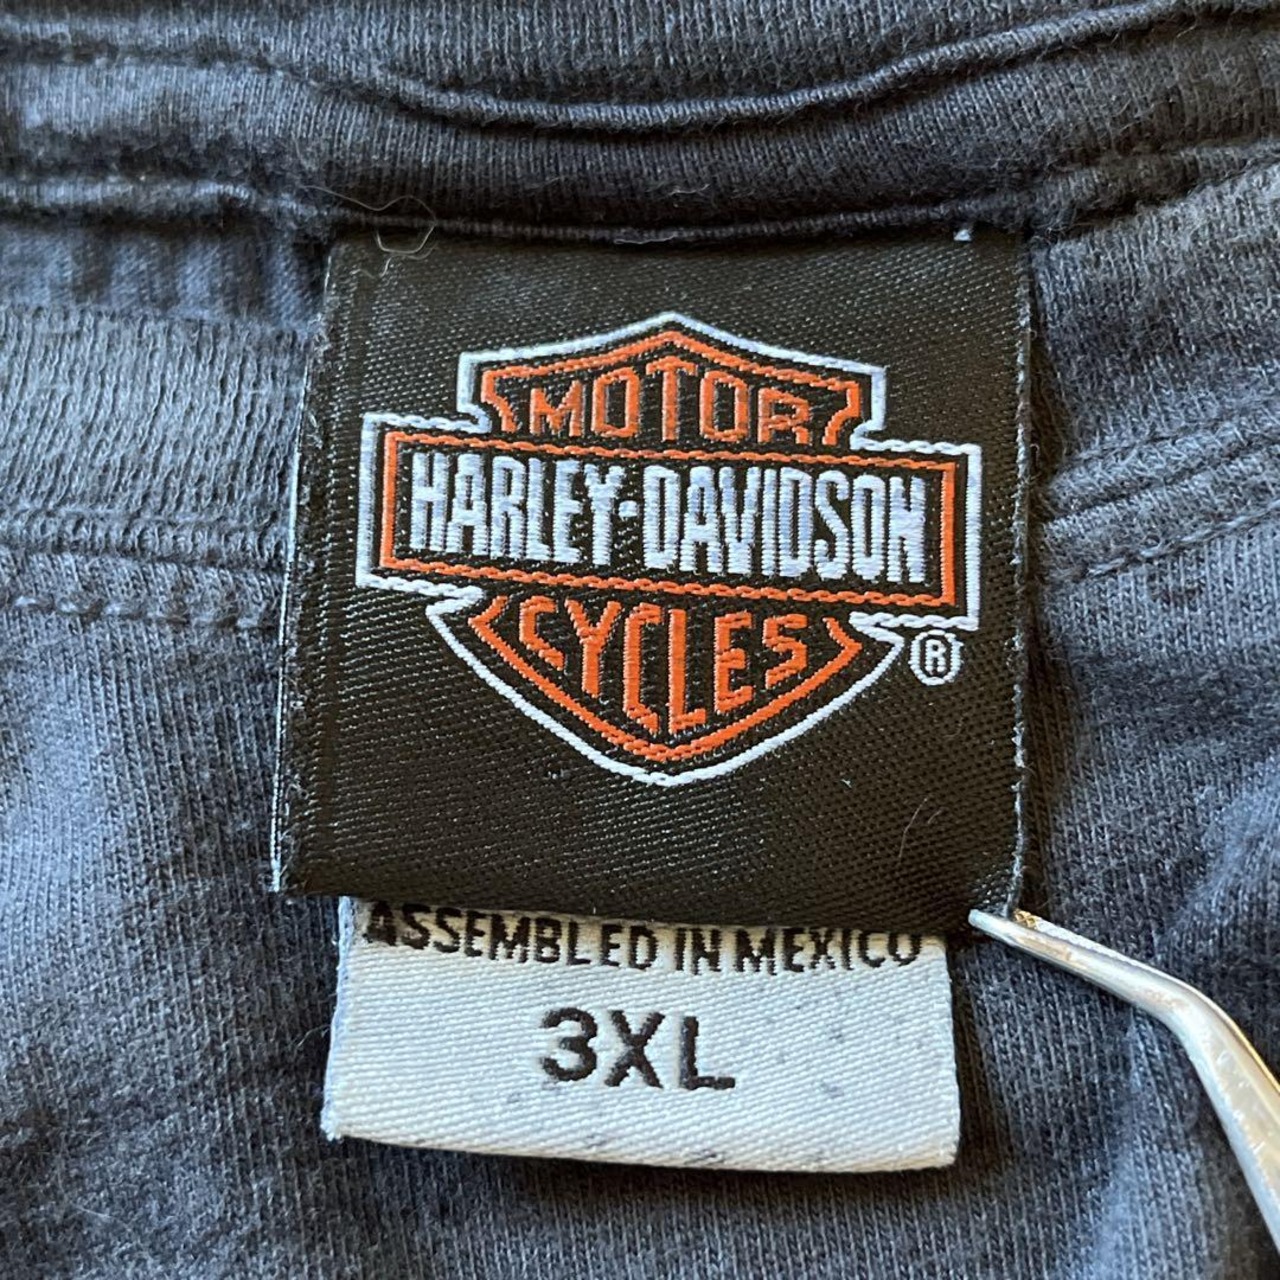 MOTOR
HARLEY-DAVIDSON
CYCLES
®
ASSEMBLED IN MEXICO
3XL